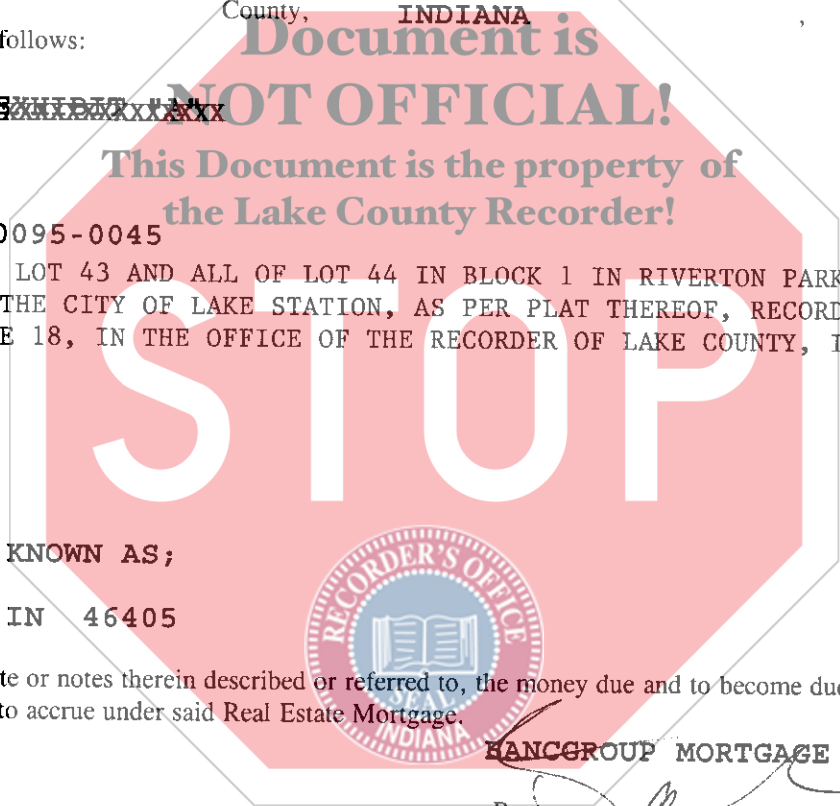 County, INDIANA ,
follows:
Document is
EXHIBIT "A"
NOT OFFICIAL!
This Document is the property of
the Lake County Recorder!
0095-0045
LOT 43 AND ALL OF LOT 44 IN BLOCK 1 IN RIVERTON PARK
THE CITY OF LAKE STATION, AS PER PLAT THEREOF, RECORD
E 18, IN THE OFFICE OF THE RECORDER OF LAKE COUNTY, I
STOP
KNOWN AS;
IN 46405
RECORDER'S OFFICE
SEAL
INDIANA
te or notes therein described or referred to, the money due and to become due
to accrue under said Real Estate Mortgage.
BANCGROUP MORTGAGE